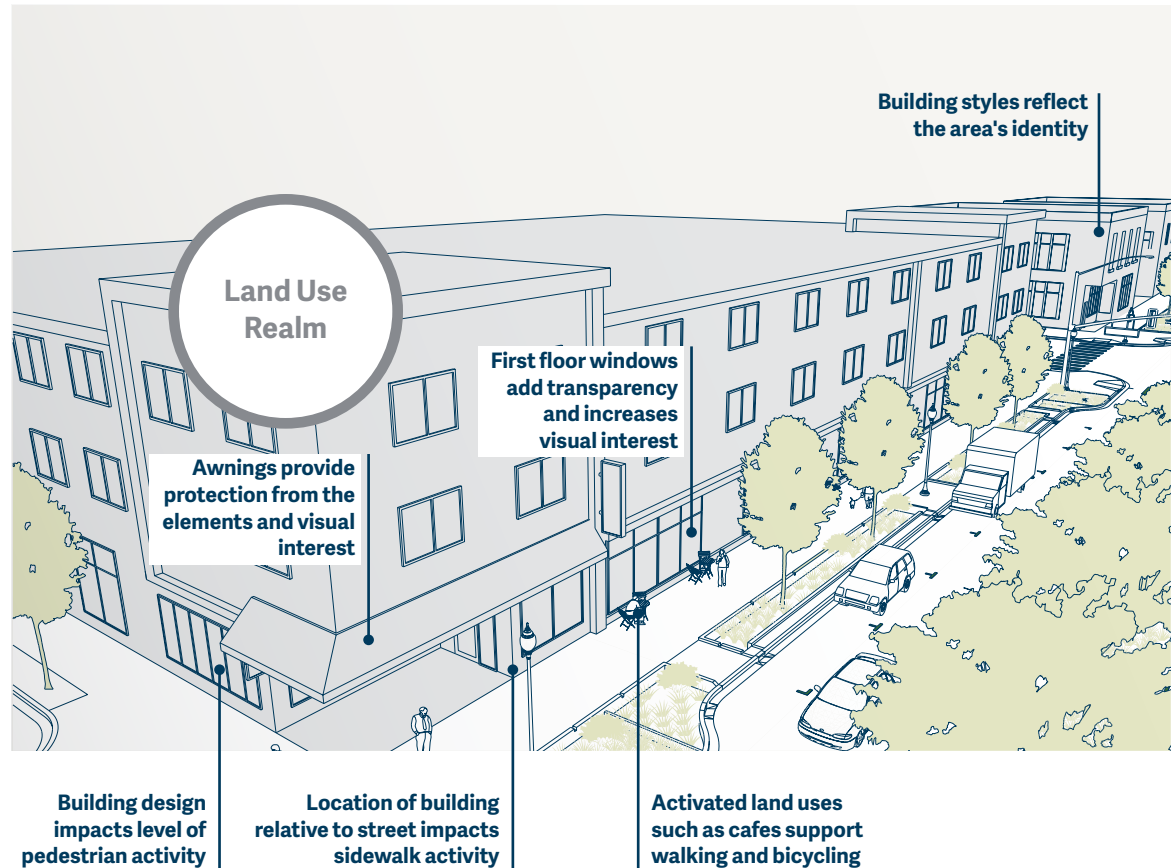 Building styles reflect
the area's identity
Land Use
Realm
First floor windows
add transparency
and increases
visual interest
Awnings provide
protection from the
elements and visual
interest
Building design
impacts level of
pedestrian activity
Location of building
relative to street impacts
sidewalk activity
Activated land uses
such as cafes support
walking and bicycling